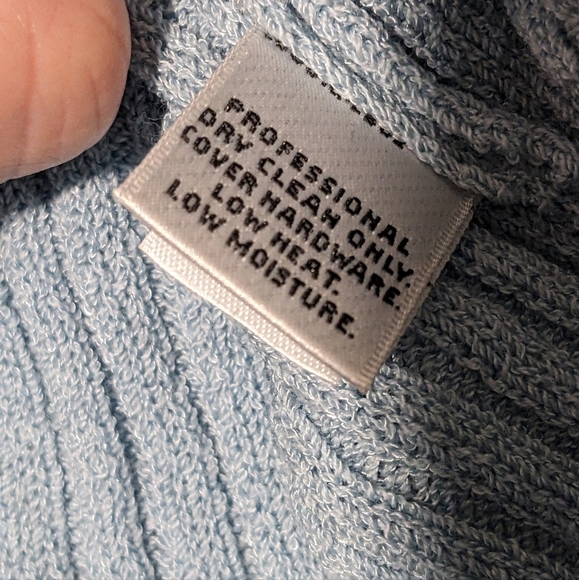 PROFESSIONAL
DRY CLEAN ONLY.
COVER HARDWARE.
LOW HEAT.
LOW MOISTURE.